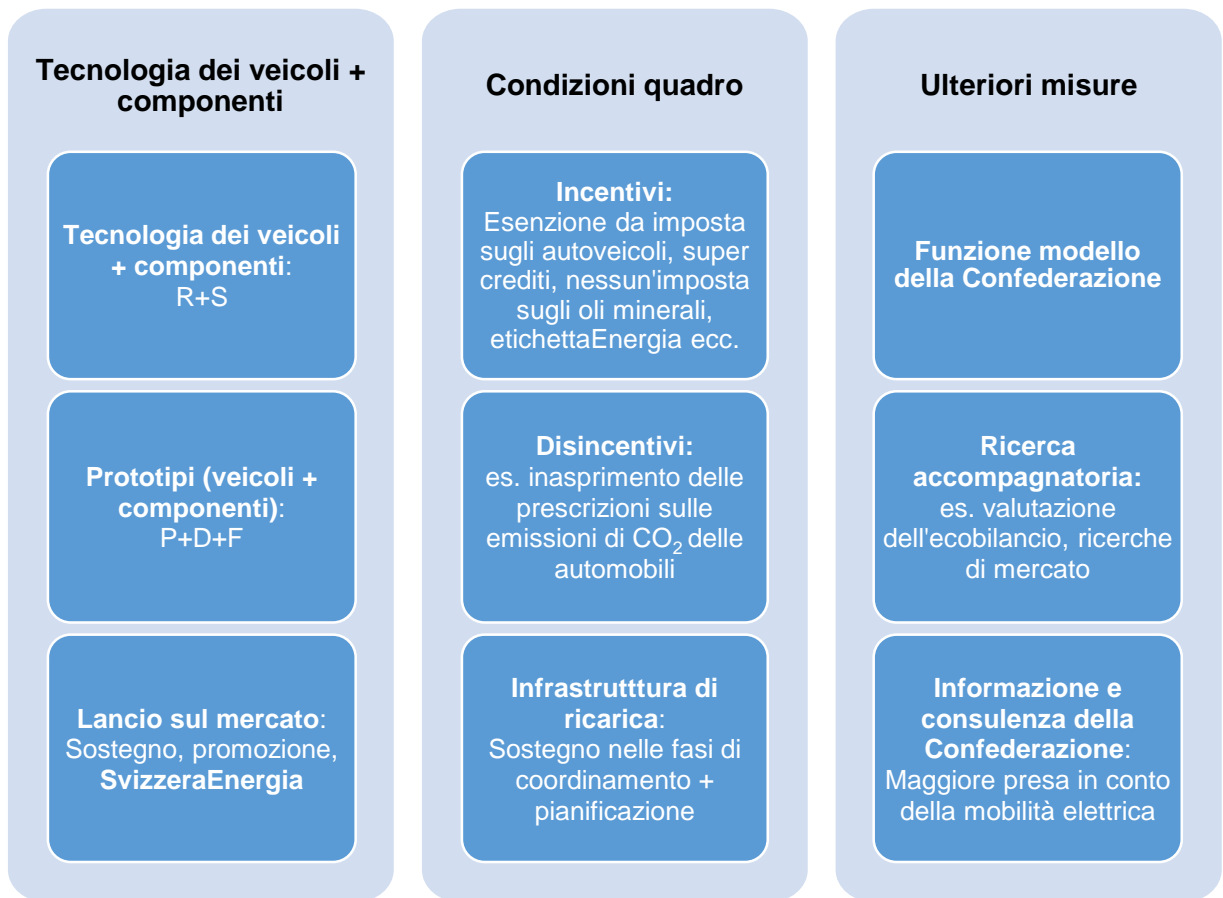 Tecnologia dei veicoli +
componenti
Tecnologia dei veicoli
+ componenti:
R+S
Prototipi (veicoli +
componenti):
P+D+F
Lancio sul mercato:
Sostegno, promozione,
SvizzeraEnergia
Condizioni quadro
Incentivi:
Esenzione da imposta
sugli autoveicoli, super
crediti, nessun'imposta
sugli oli minerali,
etichettaEnergia ecc.
Disincentivi:
es. inasprimento delle
prescrizioni sulle
emissioni di CO₂ delle
automobili
Infrastrutttura di
ricarica:
Sostegno nelle fasi di
coordinamento +
pianificazione
Ulteriori misure
Funzione modello
della Confederazione
Ricerca
accompagnatoria:
es. valutazione
dell'ecobilancio, ricerche
di mercato
Informazione e
consulenza della
Confederazione:
Maggiore presa in conto
della mobilità elettrica